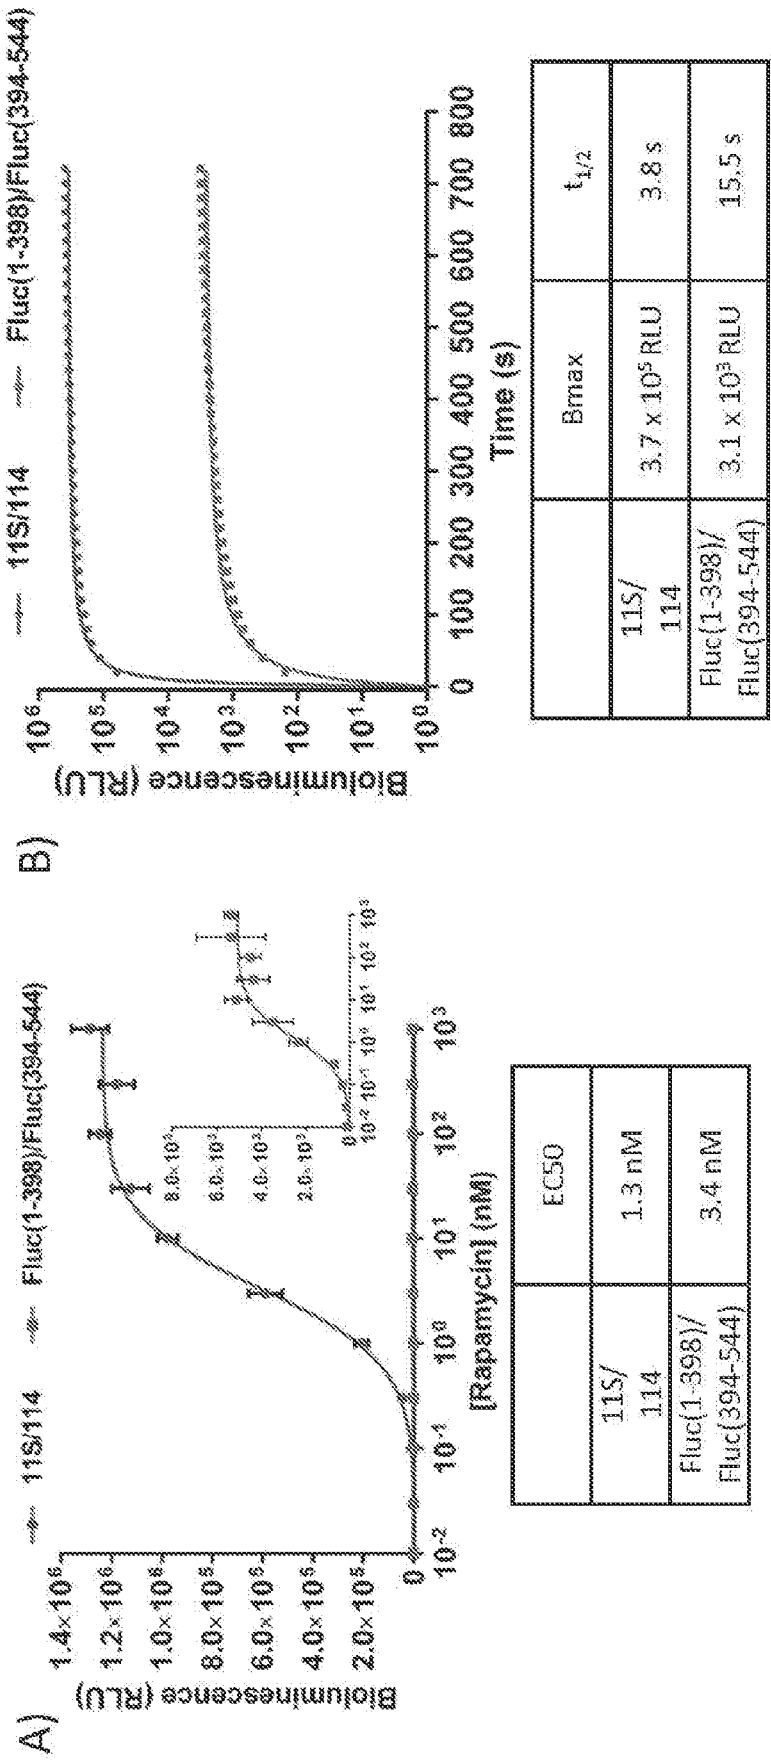 A)
11S/114 Fluc(1-398)/Fluc(394-544)
Bioluminescence (RLU)
1.4×10⁶
1.2×10⁶
1.0×10⁶
8.0×10⁵
6.0×10⁵
4.0×10⁵
2.0×10⁵
0
10⁻² 10⁻¹ 10⁰ 10¹ 10² 10³
[Rapamycin] (nM)
8.0×10³
6.0×10³
4.0×10³
2.0×10³
0
10⁻² 10⁻¹ 10⁰ 10¹ 10² 10³
EC50
11S/
114
1.3 nM
Fluc(1-398)/
Fluc(394-544)
3.4 nM
B)
11S/114 Fluc(1-398)/Fluc(394-544)
Bioluminescence (RLU)
10⁶
10⁵
10⁴
10³
10²
10¹
10⁰
0 100 200 300 400 500 600 700 800
Time (s)
Bmax t1/2
11S/
114
3.7 x 10⁵ RLU 3.8 s
Fluc(1-398)/
Fluc(394-544)
3.1 x 10³ RLU 15.5 s